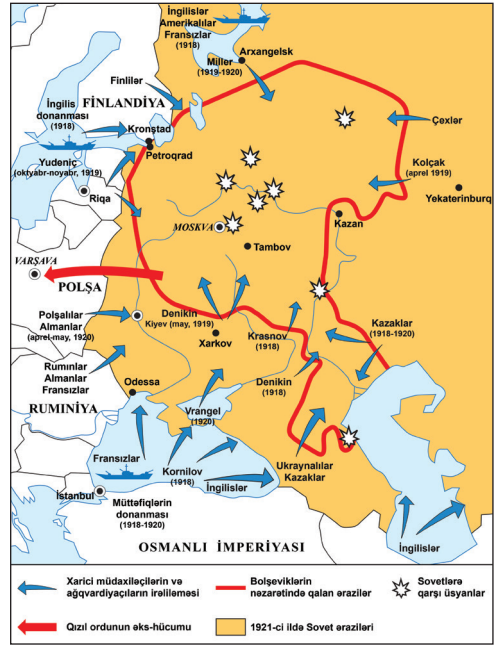 İngilislər
Amerikalılar
Fransızlar
(1918)
Arxangelsk
Miller
(1919-1920)
Finlilər
FİNLANDİYA
İngilis
donanması
(1918)
Kronstad
Petroqrad
Çexlər
Yudeniç
(oktyabr-noyabr, 1919)
Kolçak
(aprel 1919)
Riqa
Yekaterinburq
Kazan
MOSKVA
Tambov
VARŞAVA
POLŞA
Polşalılar
Almanlar
(aprel-may, 1920)
Denikin
Kiyev (may, 1919)
Xarkov
Krasnov
(1918)
Kazaklar
(1918-1920)
Rumınlar
Almanlar
Fransızlar
Denikin
(1918)
Odessa
RUMINİYA
Vrangel
(1920)
Fransızlar
Kornilov
(1918)
İngilislər
Ukraynalılar
Kazaklar
İstanbul
Müttəfiqlərin
donanması
(1918-1920)
OSMANLI İMPERİYASI
İngilislər
Xarici müdaxiləçilərin və
ağqvardiyaçıların irəliləməsi
Bolşeviklərin
nəzarətində qalan ərazilər
Sovetlərə
qarşı üsyanlar
Qızıl ordunun əks-hücumu
1921-ci ildə Sovet əraziləri